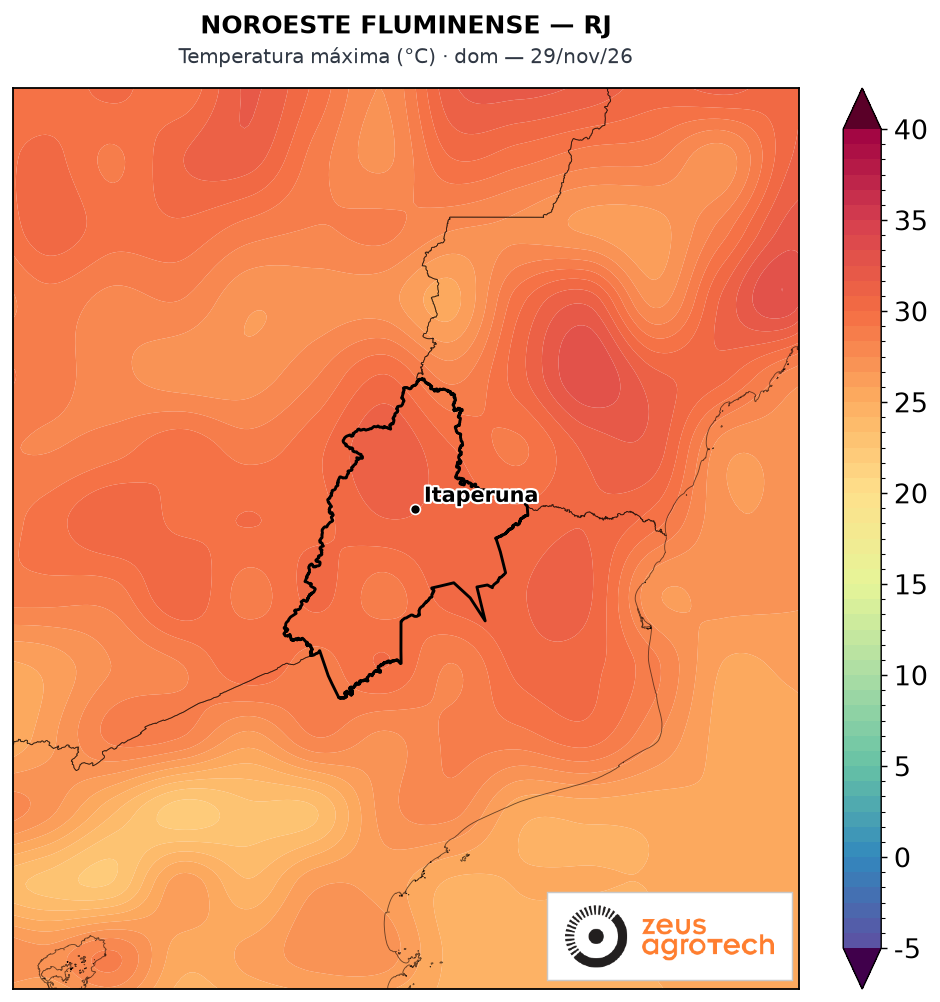 NOROESTE FLUMINENSE — RJ
Temperatura máxima (°C) · dom — 29/nov/26
40
35
30
25
20
15
10
5
0
-5
Itaperuna
zeus
agrotech